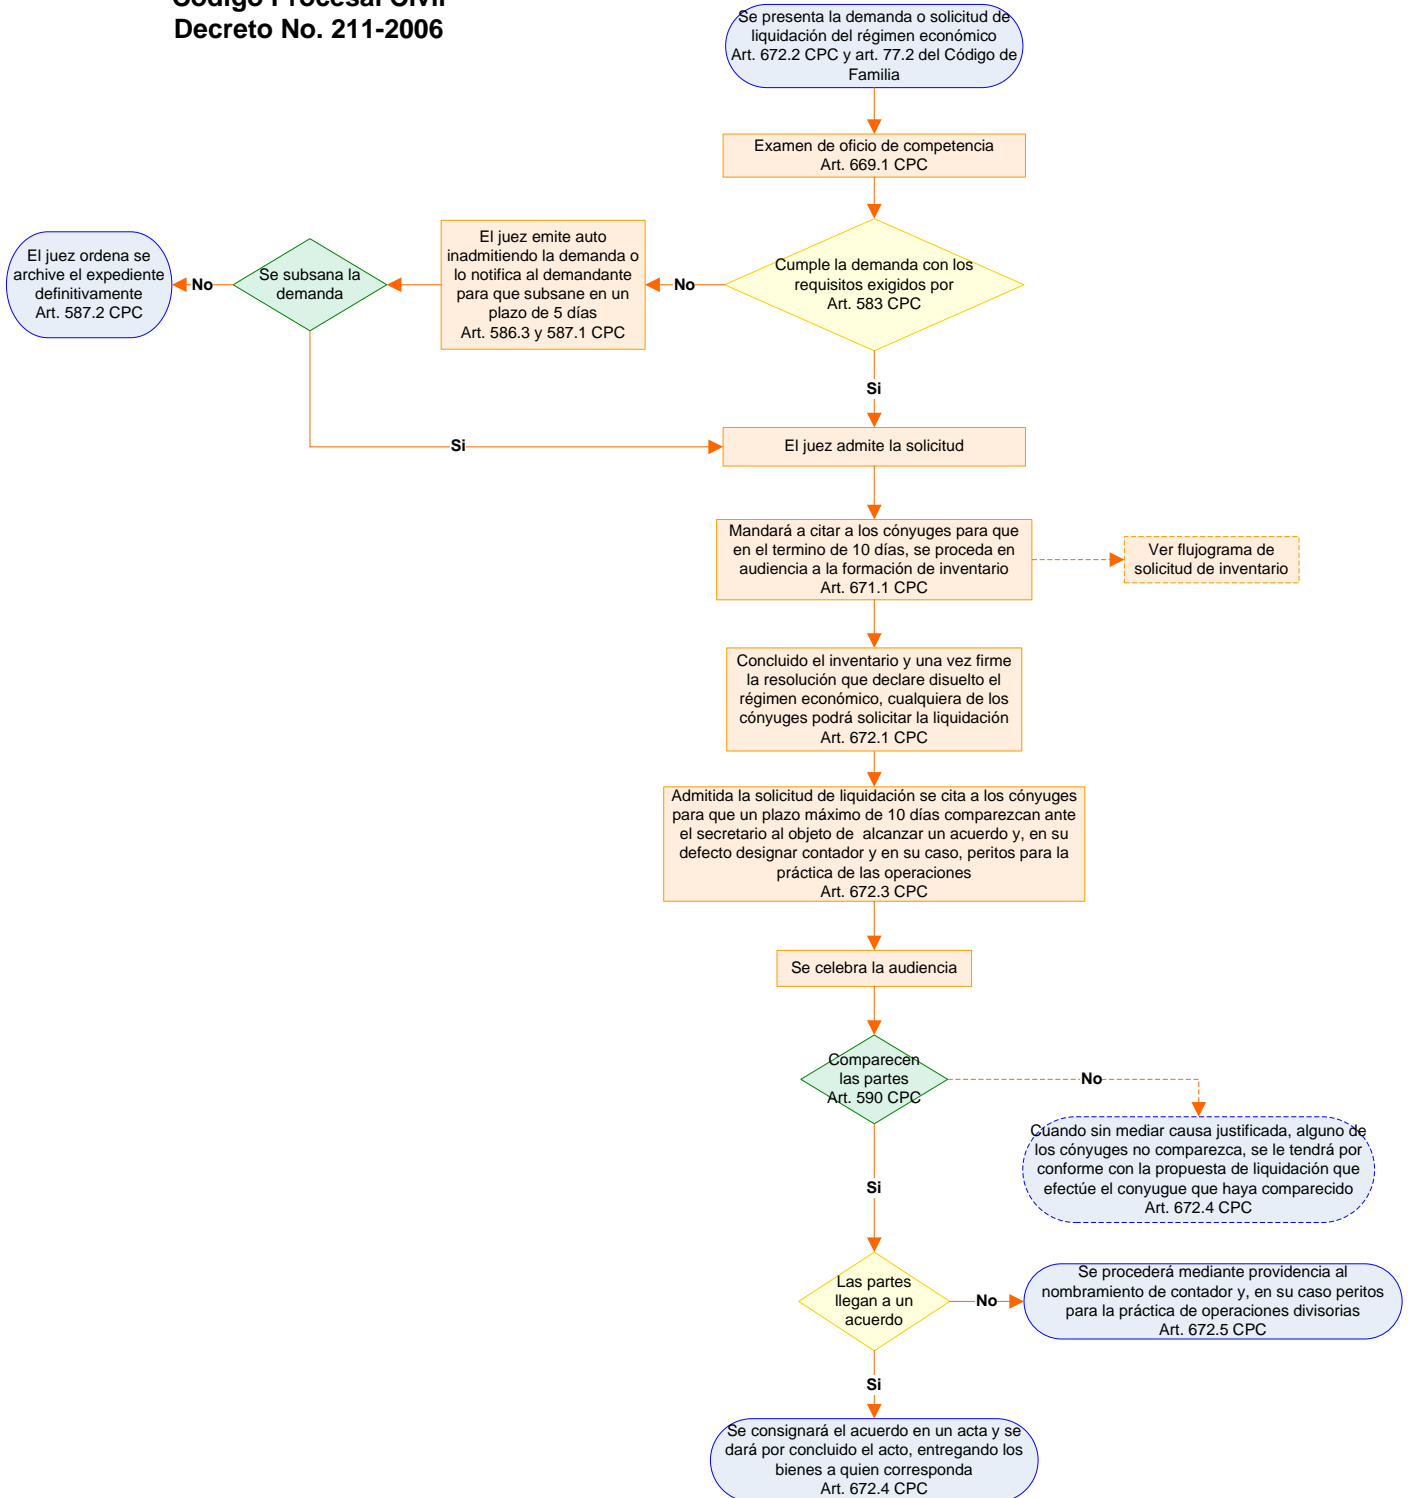 Código Procesal Civil
Decreto No. 211-2006
Se presenta la demanda o solicitud de
liquidación del régimen económico
Art. 672.2 CPC y art. 77.2 del Código de
Familia
Examen de oficio de competencia
Art. 669.1 CPC
Cumple la demanda con los
requisitos exigidos por
Art. 583 CPC
No
El juez emite auto
inadmitiendo la demanda o
lo notifica al demandante
para que subsane en un
plazo de 5 días
Art. 586.3 y 587.1 CPC
Se subsana la
demanda
No
El juez ordena se
archive el expediente
definitivamente
Art. 587.2 CPC
Si
Si
El juez admite la solicitud
Mandará a citar a los cónyuges para que
en el termino de 10 días, se proceda en
audiencia a la formación de inventario
Art. 671.1 CPC
Ver flujograma de
solicitud de inventario
Concluido el inventario y una vez firme
la resolución que declare disuelto el
régimen económico, cualquiera de los
cónyuges podrá solicitar la liquidación
Art. 672.1 CPC
Admitida la solicitud de liquidación se cita a los cónyuges
para que un plazo máximo de 10 días comparezcan ante
el secretario al objeto de  alcanzar un acuerdo y, en su
defecto designar contador y en su caso, peritos para la
práctica de las operaciones
Art. 672.3 CPC
Se celebra la audiencia
Comparecen
las partes
Art. 590 CPC
No
Cuando sin mediar causa justificada, alguno de
los cónyuges no comparezca, se le tendrá por
conforme con la propuesta de liquidación que
efectúe el conyugue que haya comparecido
Art. 672.4 CPC
Si
Las partes
llegan a un
acuerdo
No
Se procederá mediante providencia al
nombramiento de contador y, en su caso peritos
para la práctica de operaciones divisorias
Art. 672.5 CPC
Si
Se consignará el acuerdo en un acta y se
dará por concluido el acto, entregando los
bienes a quien corresponda
Art. 672.4 CPC